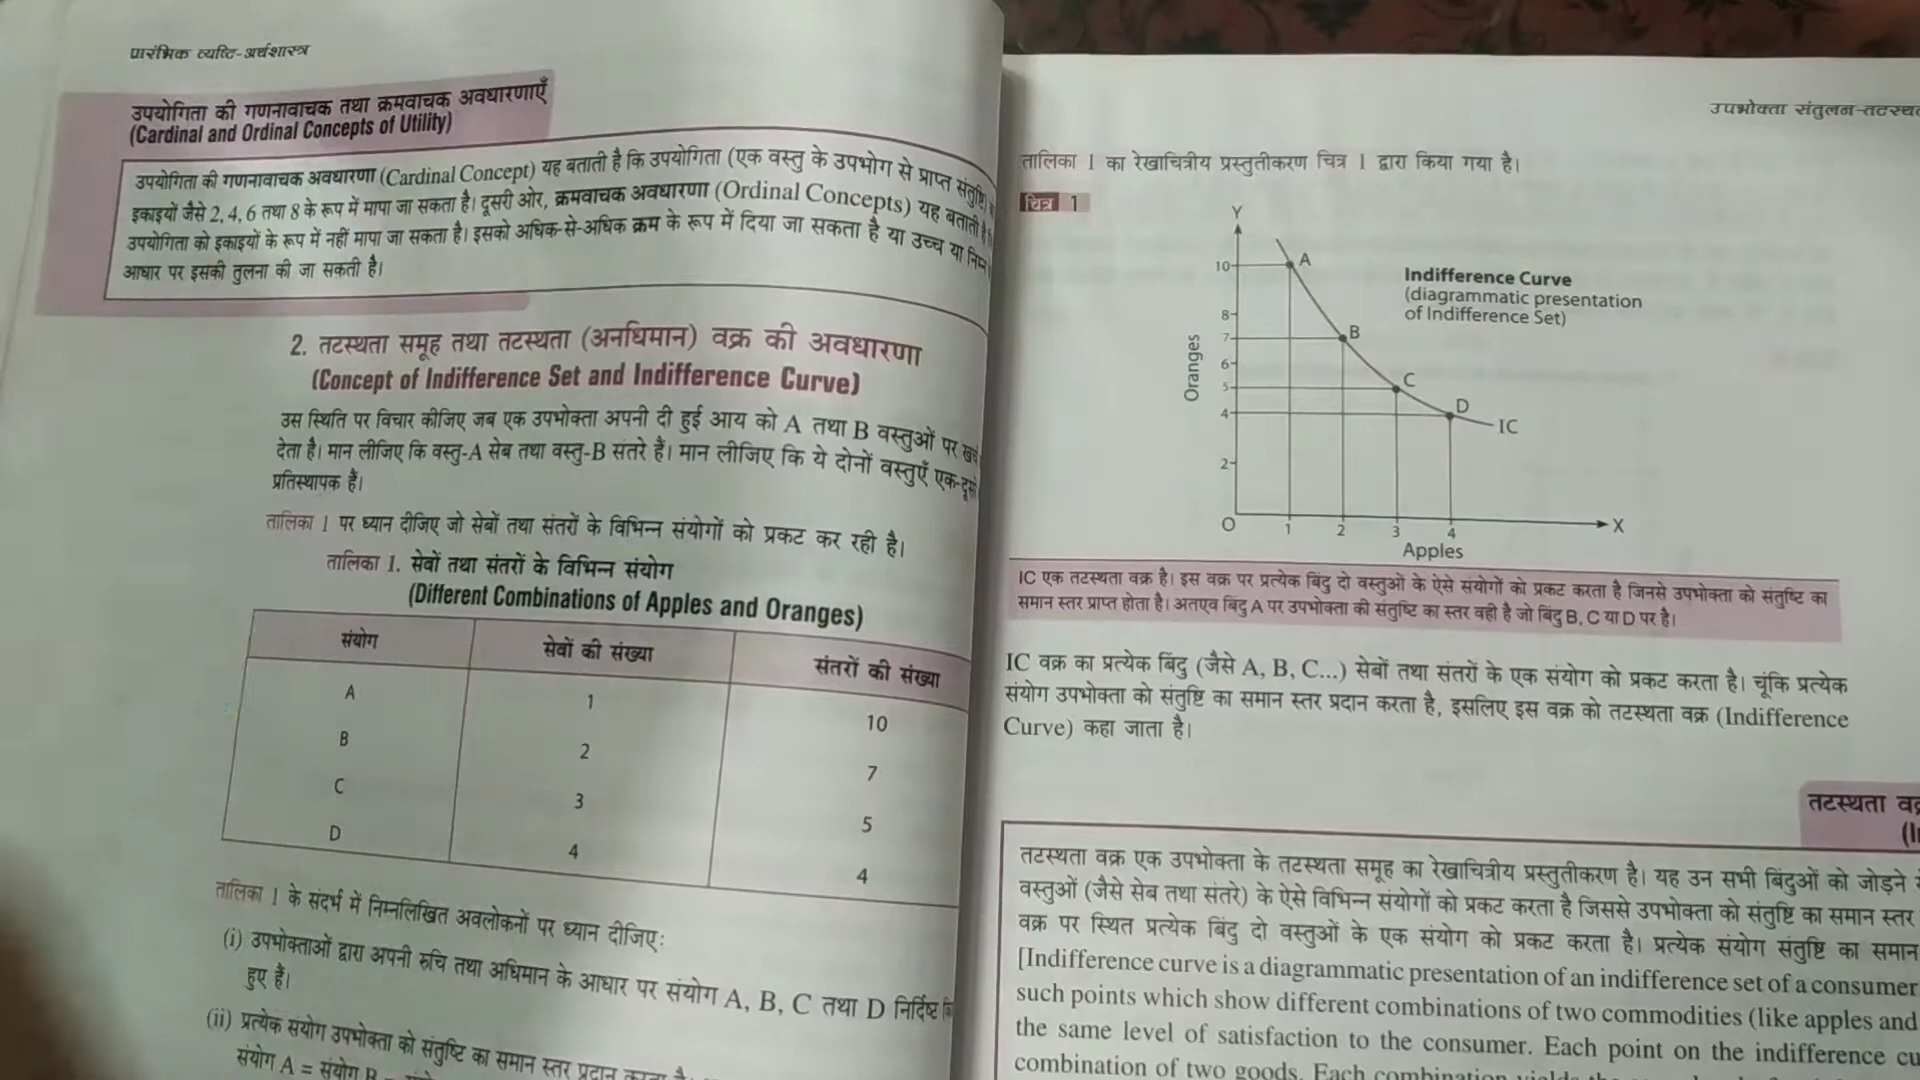 प्रारंभिक व्यष्टि-अर्थशास्त्र
उपयोगिता की गणनावाचक तथा क्रमवाचक अवधारणाएँ
(Cardinal and Ordinal Concepts of Utility)
उपयोगिता की गणनावाचक अवधारणा (Cardinal Concept) यह बताती है कि उपयोगिता (एक वस्तु के उपभोग से प्राप्त संतुष्टि)
इकाइयों जैसे 2, 4, 6 तथा 8 के रूप में मापा जा सकता है। दूसरी ओर, क्रमवाचक अवधारणा (Ordinal Concepts) यह बताती है
उपयोगिता को इकाइयों के रूप में नहीं मापा जा सकता है। इसको अधिक-से-अधिक क्रम के रूप में दिया जा सकता है या उच्च या निम्न
आधार पर इसकी तुलना की जा सकती है।
2. तटस्थता समूह तथा तटस्थता (अनधिमान) वक्र की अवधारणा
(Concept of Indifference Set and Indifference Curve)
उस स्थिति पर विचार कीजिए जब एक उपभोक्ता अपनी दी हुई आय को A तथा B वस्तुओं पर खर्च
देता है। मान लीजिए कि वस्तु-A सेब तथा वस्तु-B संतरे हैं। मान लीजिए कि ये दोनों वस्तुएँ एक-दूसरे
प्रतिस्थापक हैं।
तालिका 1 पर ध्यान दीजिए जो सेबों तथा संतरों के विभिन्न संयोगों को प्रकट कर रही है।
तालिका 1. सेबों तथा संतरों के विभिन्न संयोग
(Different Combinations of Apples and Oranges)
संयोग सेबों की संख्या संतरों की संख्या
A 1 10
B 2 7
C 3 5
D 4 4
तालिका 1 के संदर्भ में निम्नलिखित अवलोकनों पर ध्यान दीजिए:
(i) उपभोक्ताओं द्वारा अपनी रुचि तथा अधिमान के आधार पर संयोग A, B, C तथा D निर्दिष्ट
हुए हैं।
(ii) प्रत्येक संयोग उपभोक्ता को संतुष्टि का समान स्तर प्रदान करता है।
संयोग A = संयोग B
उपभोक्ता संतुलन-तटस्थता
तालिका 1 का रेखाचित्रीय प्रस्तुतीकरण चित्र 1 द्वारा किया गया है।
चित्र 1
Y
10
A
Indifference Curve
(diagrammatic presentation
of Indifference Set)
8
7
B
Oranges
6
5
C
4
D
IC
2
O 1 2 3 4 X
Apples
IC एक तटस्थता वक्र है। इस वक्र पर प्रत्येक बिंदु दो वस्तुओं के ऐसे संयोगों को प्रकट करता है जिनसे उपभोक्ता को संतुष्टि का
समान स्तर प्राप्त होता है। अतएव बिंदु A पर उपभोक्ता की संतुष्टि का स्तर वही है जो बिंदु B, C या D पर है।
IC वक्र का प्रत्येक बिंदु (जैसे A, B, C...) सेबों तथा संतरों के एक संयोग को प्रकट करता है। चूंकि प्रत्येक
संयोग उपभोक्ता को संतुष्टि का समान स्तर प्रदान करता है, इसलिए इस वक्र को तटस्थता वक्र (Indifference
Curve) कहा जाता है।
तटस्थता वक्र
तटस्थता वक्र एक उपभोक्ता के तटस्थता समूह का रेखाचित्रीय प्रस्तुतीकरण है। यह उन सभी बिंदुओं को जोड़ने
वस्तुओं (जैसे सेब तथा संतरे) के ऐसे विभिन्न संयोगों को प्रकट करता है जिससे उपभोक्ता को संतुष्टि का समान स्तर
वक्र पर स्थित प्रत्येक बिंदु दो वस्तुओं के एक संयोग को प्रकट करता है। प्रत्येक संयोग संतुष्टि का समान
[Indifference curve is a diagrammatic presentation of an indifference set of a consumer
such points which show different combinations of two commodities (like apples and
the same level of satisfaction to the consumer. Each point on the indifference
combination of two goods. Each combination yields the